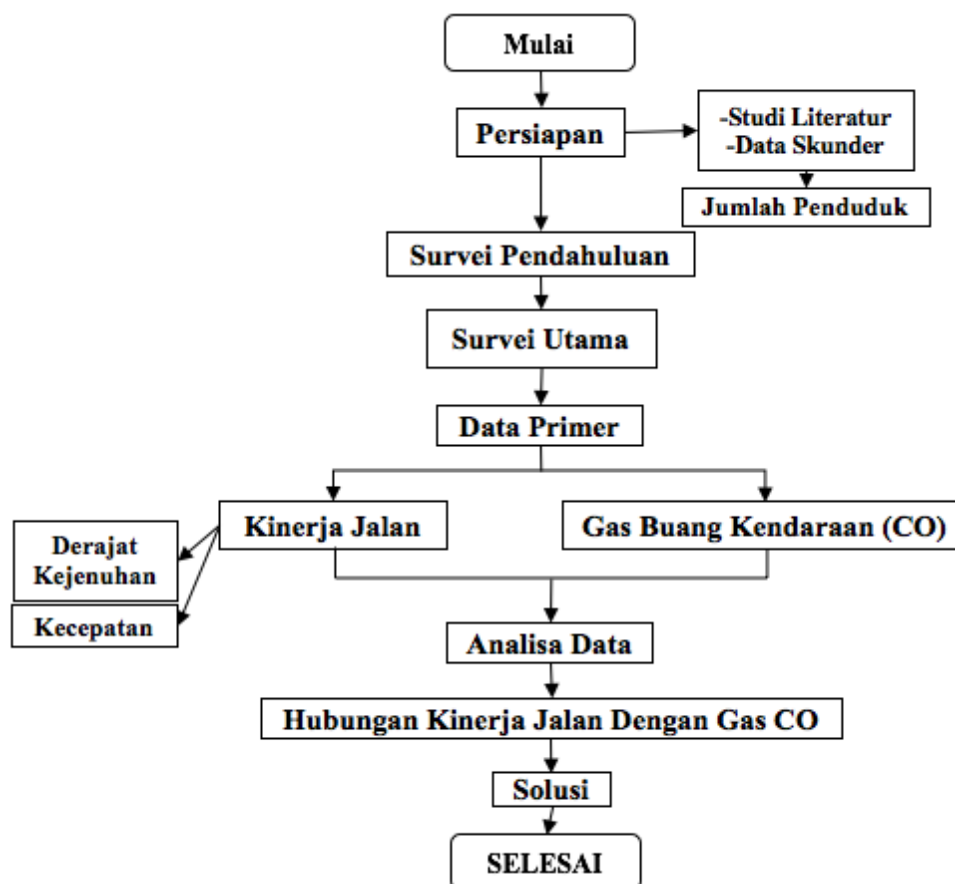 Mulai
Persiapan
-Studi Literatur
-Data Skunder
Jumlah Penduduk
Survei Pendahuluan
Survei Utama
Data Primer
Kinerja Jalan
Gas Buang Kendaraan (CO)
Derajat
Kejenuhan
Kecepatan
Analisa Data
Hubungan Kinerja Jalan Dengan Gas CO
Solusi
SELESAI